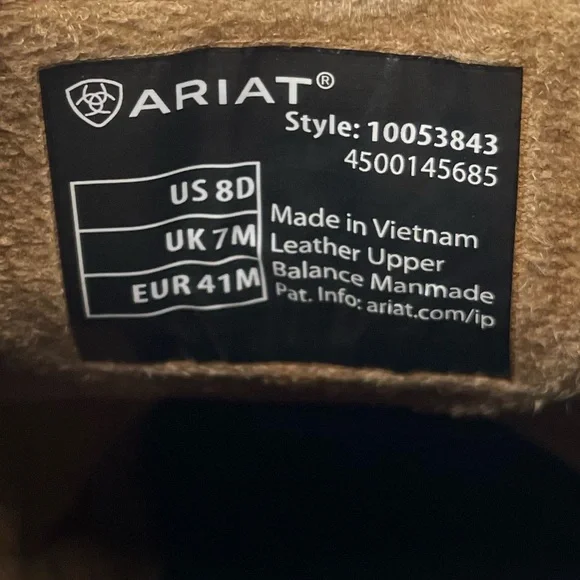 ARIAT®
Style: 10053843
4500145685
US 8D
UK 7M
EUR 41M
Made in Vietnam
Leather Upper
Balance Manmade
Pat. Info: ariat.com/ip